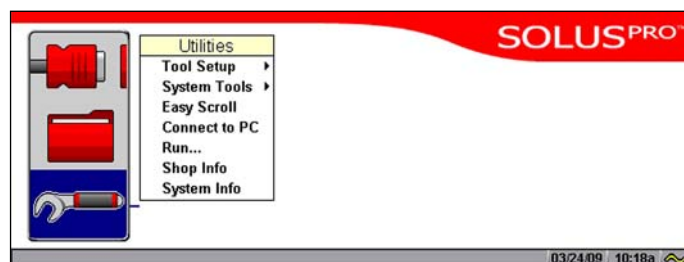 SOLUSPRO™
Utilities
Tool Setup
System Tools
Easy Scroll
Connect to PC
Run...
Shop Info
System Info
03/24/09 10:18a